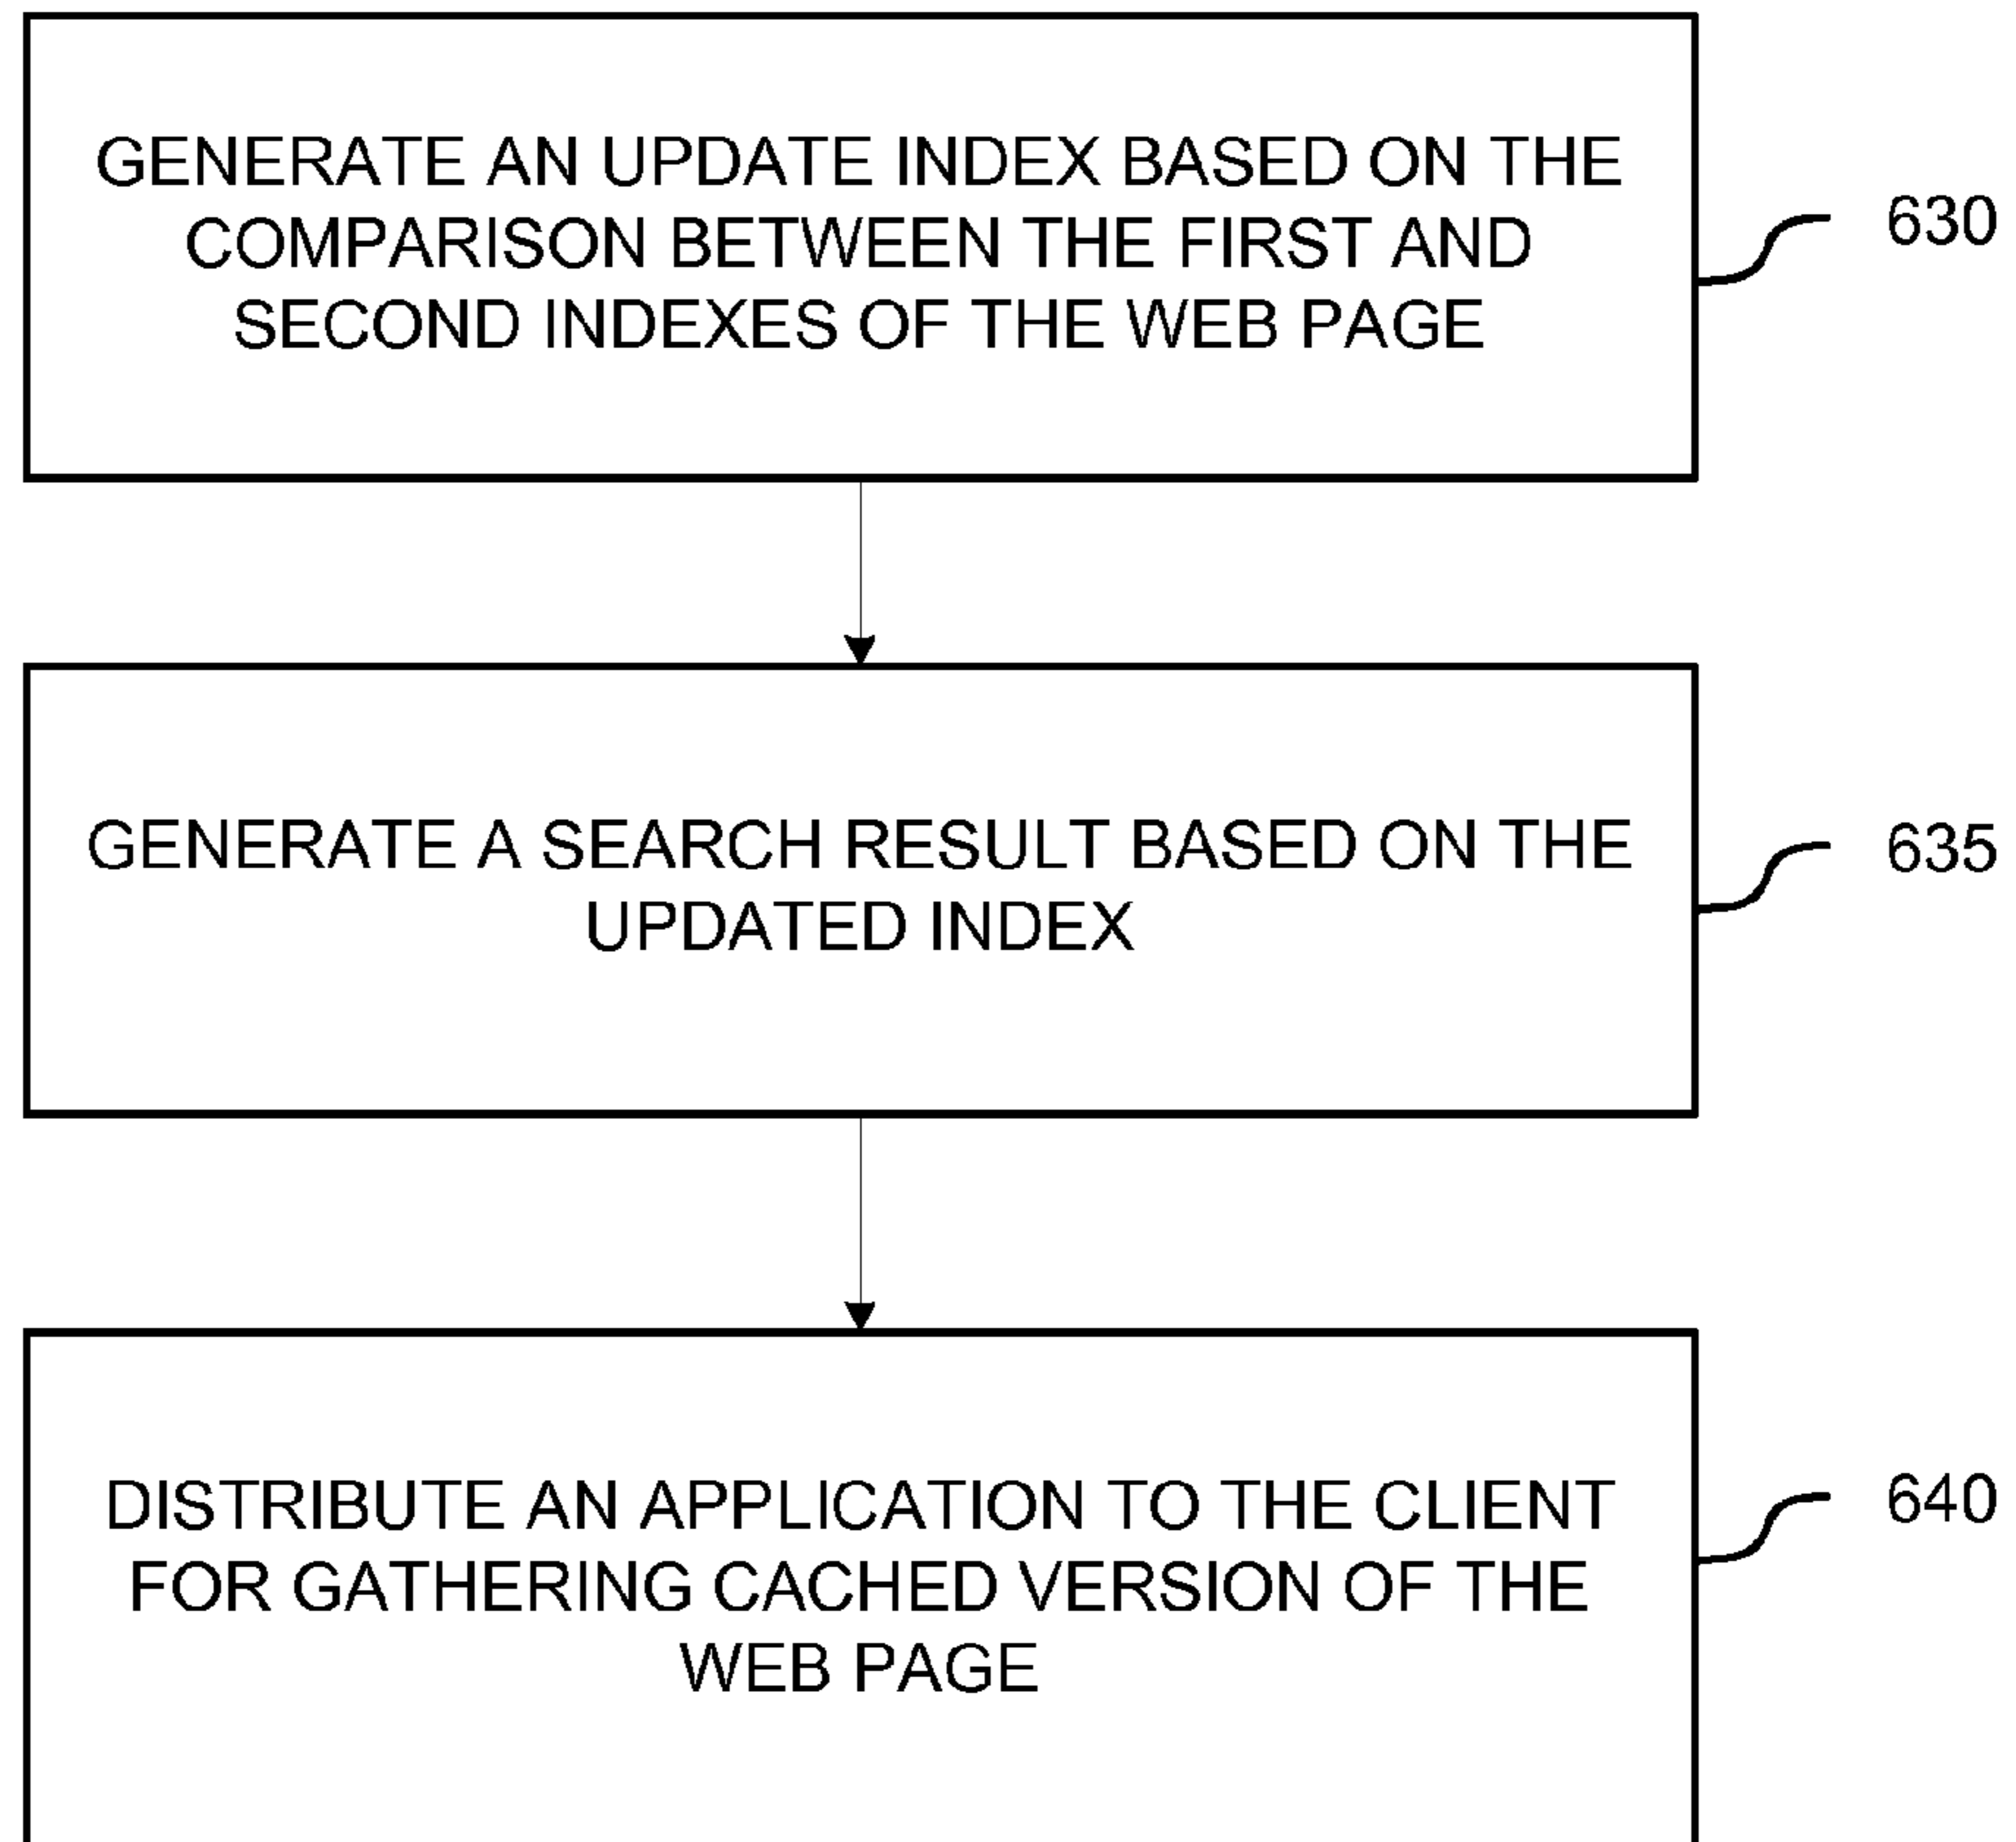 GENERATE AN UPDATE INDEX BASED ON THE
COMPARISON BETWEEN THE FIRST AND
SECOND INDEXES OF THE WEB PAGE
630
GENERATE A SEARCH RESULT BASED ON THE
UPDATED INDEX
635
DISTRIBUTE AN APPLICATION TO THE CLIENT
FOR GATHERING CACHED VERSION OF THE
WEB PAGE
640